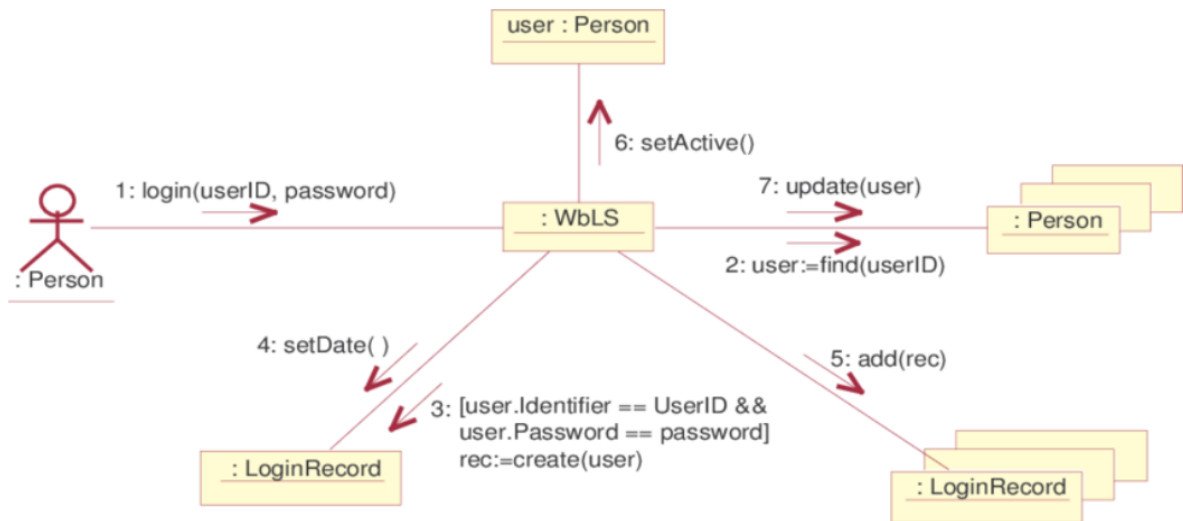 user : Person
6: setActive()
1: login(userID, password)
7: update(user)
: WbLS
: Person
: Person
2: user:=find(userID)
4: setDate( )
5: add(rec)
3: [user.Identifier == UserID &&
user.Password == password]
rec:=create(user)
: LoginRecord
: LoginRecord